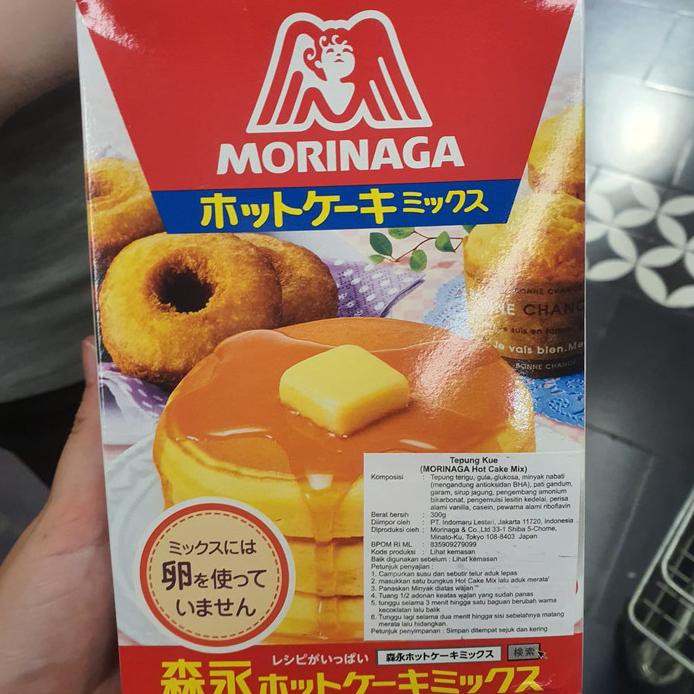 MORINAGA
ホットケーキミックス
BONNE CHAN
NE CHANC
je suis en
Je vais bien.Me
BONNE CHANC
Tepung Kue
(MORINAGA Hot Cake Mix)
Komposisi : Tepung terigu, gula, glukosa, minyak nabati
(mengandung antioksidan BHA), pati gandum,
garam, sirup jagung, pengembang amonium
bikarbonat, pengemulsi lesitin kedelai, perisa
alami vanilla, casein, pewarna alami riboflavin
Berat bersih : 300g
Diimpor oleh : PT. Indomaru Lestari, Jakarta 11720, indonesia
Diproduksi oleh : Morinaga & Co.,Ltd 33-1 Shiba 5-Chome,
Minato-Ku, Tokyo 108-8403 Japan
BPOM RI ML : 835909279099
Kode produksi : Lihat kemasan
Baik digunakan sebelum : Lihat kemasan
Petunjuk penyajian :
1. Campurkan susu dan sebutir telur aduk lepas
2. masukkan satu bungkus Hot Cake Mix lalu aduk merata'
3. Panaskan Minyak diatas wajan
4. Tuang 1/2 adonan keatas wajan yang sudah panas
5. tunggu selama 3 menit hingga satu bagian berubah warna
kecoklatan lalu balik
6. Tunggu lagi selama dua menit hingga sisi sebelahnya matang
merata lalu hidangkan.
Petunjuk penyimpanan : Simpan ditempat sejuk dan kering
ミックスには
卵を使って
いません
レシピがいっぱい 森永ホットケーキミックス 検索
森永ホットケーキミックス